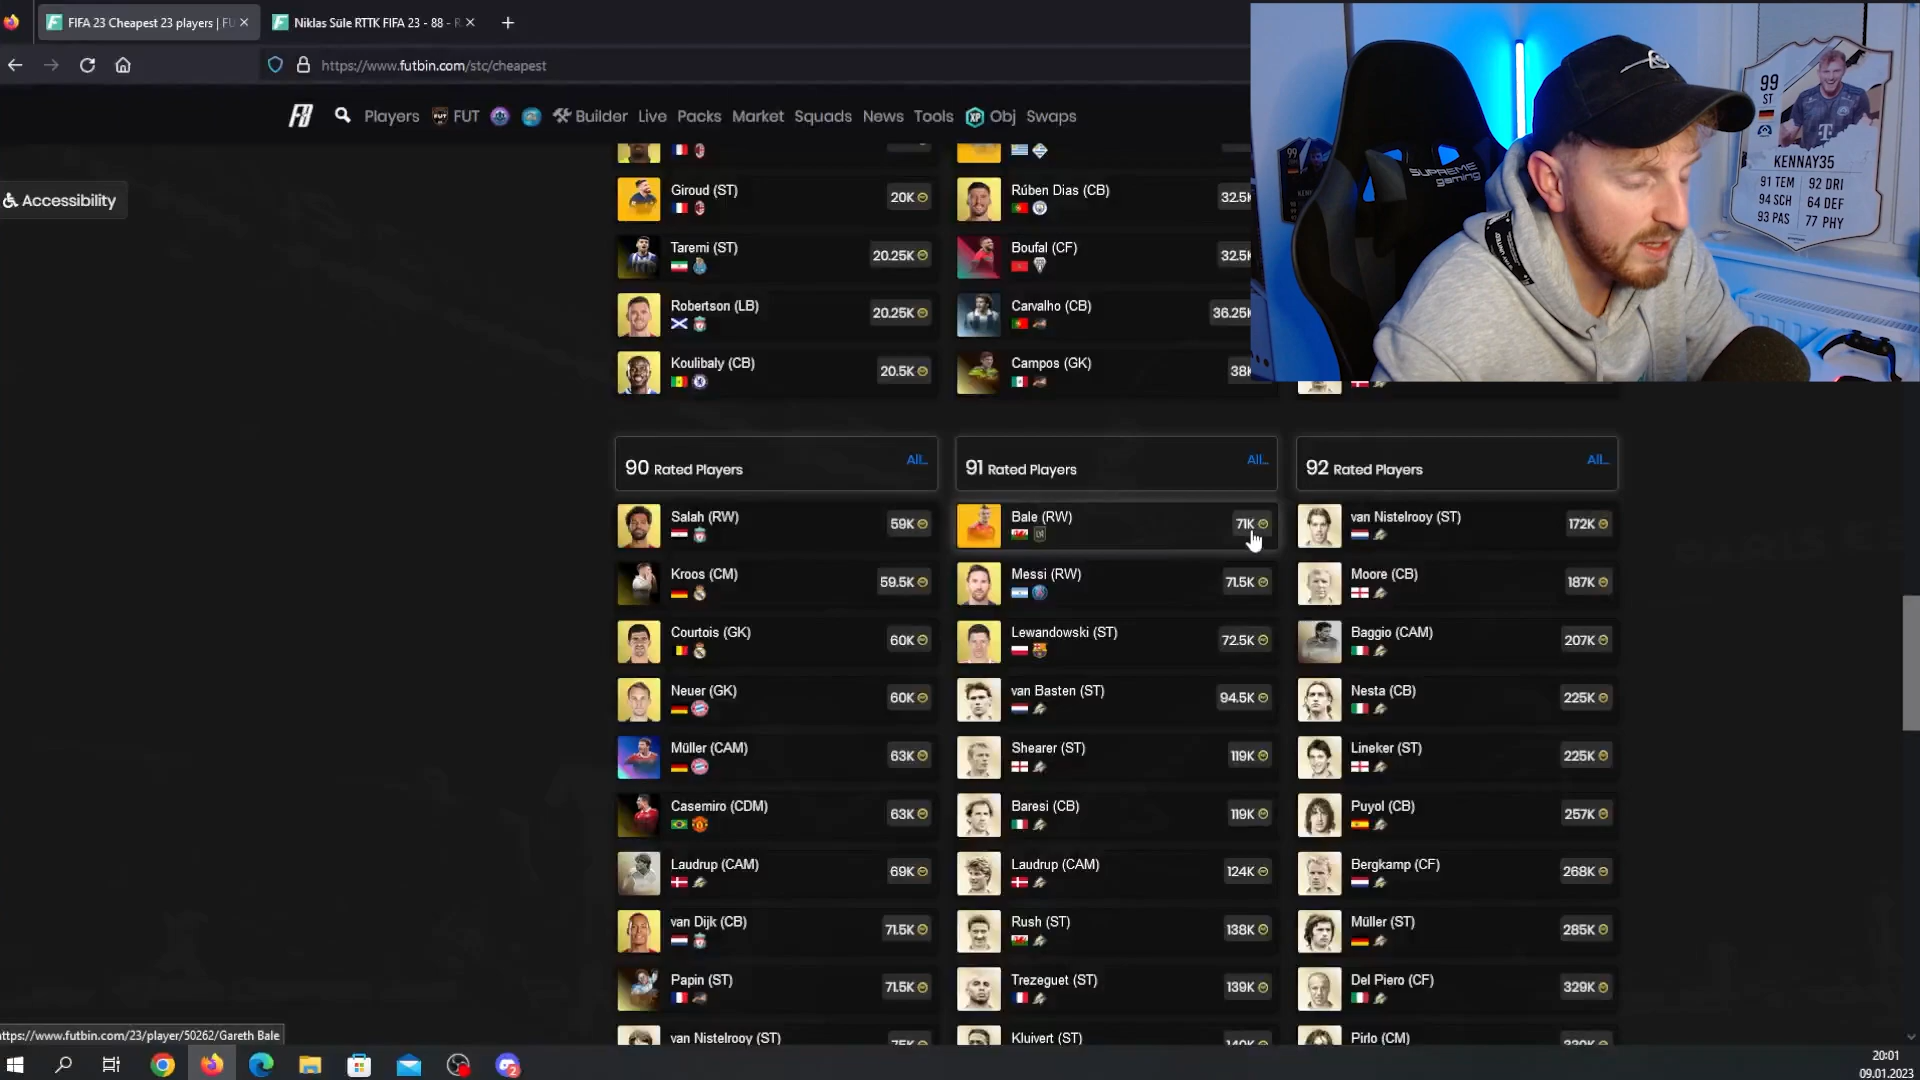 FIFA 23 Cheapest 23 players | FU
Niklas Süle RTTK FIFA 23 - 88 - R
https://www.futbin.com/stc/cheapest
Players FUT Builder Live Packs Market Squads News Tools XP Obj Swaps
Accessibility
Giroud (ST) 20K
Taremi (ST) 20.25K
Robertson (LB) 20.25K
Koulibaly (CB) 20.5K
Rúben Dias (CB) 32.5K
Boufal (CF) 32.5K
Carvalho (CB) 36.25K
Campos (GK) 38K
90 Rated Players All...
Salah (RW) 59K
Kroos (CM) 59.5K
Courtois (GK) 60K
Neuer (GK) 60K
Müller (CAM) 63K
Casemiro (CDM) 63K
Laudrup (CAM) 69K
van Dijk (CB) 71.5K
Papin (ST) 71.5K
van Nistelrooy (ST) 75K
91 Rated Players All...
Bale (RW) 71K
Messi (RW) 71.5K
Lewandowski (ST) 72.5K
van Basten (ST) 94.5K
Shearer (ST) 119K
Baresi (CB) 119K
Laudrup (CAM) 124K
Rush (ST) 138K
Trezeguet (ST) 139K
Kluivert (ST)
92 Rated Players All...
van Nistelrooy (ST) 172K
Moore (CB) 187K
Baggio (CAM) 207K
Nesta (CB) 225K
Lineker (ST) 225K
Puyol (CB) 257K
Bergkamp (CF) 268K
Müller (ST) 285K
Del Piero (CF) 329K
Pirlo (CM)
SUPREME
gaming
99
ST
KENNAY35
91 TEM 92 DRI
94 SCH 64 DEF
93 PAS 77 PHY
ttps://www.futbin.com/23/player/50262/Gareth Bale
20:01
09.01.2023